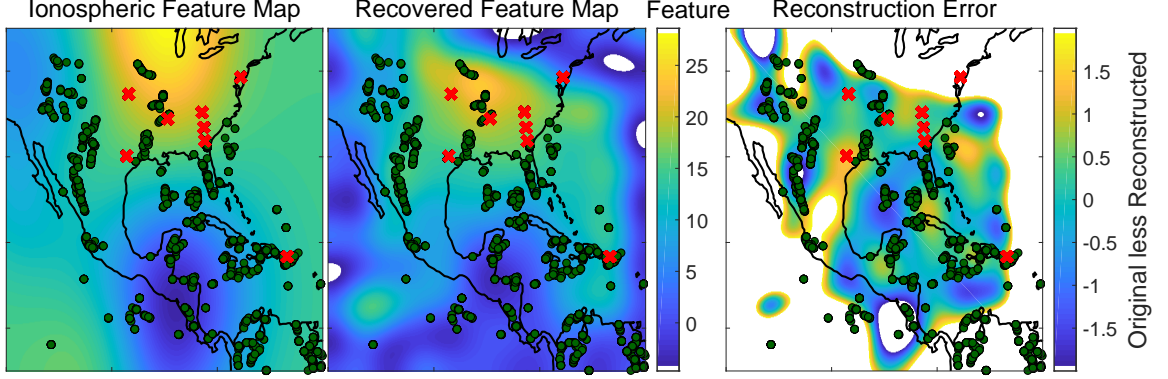 Ionospheric Feature Map
Recovered Feature Map
Feature
Reconstruction Error
25
20
15
10
5
0
1.5
1
0.5
0
-0.5
-1
-1.5
Original less Reconstructed